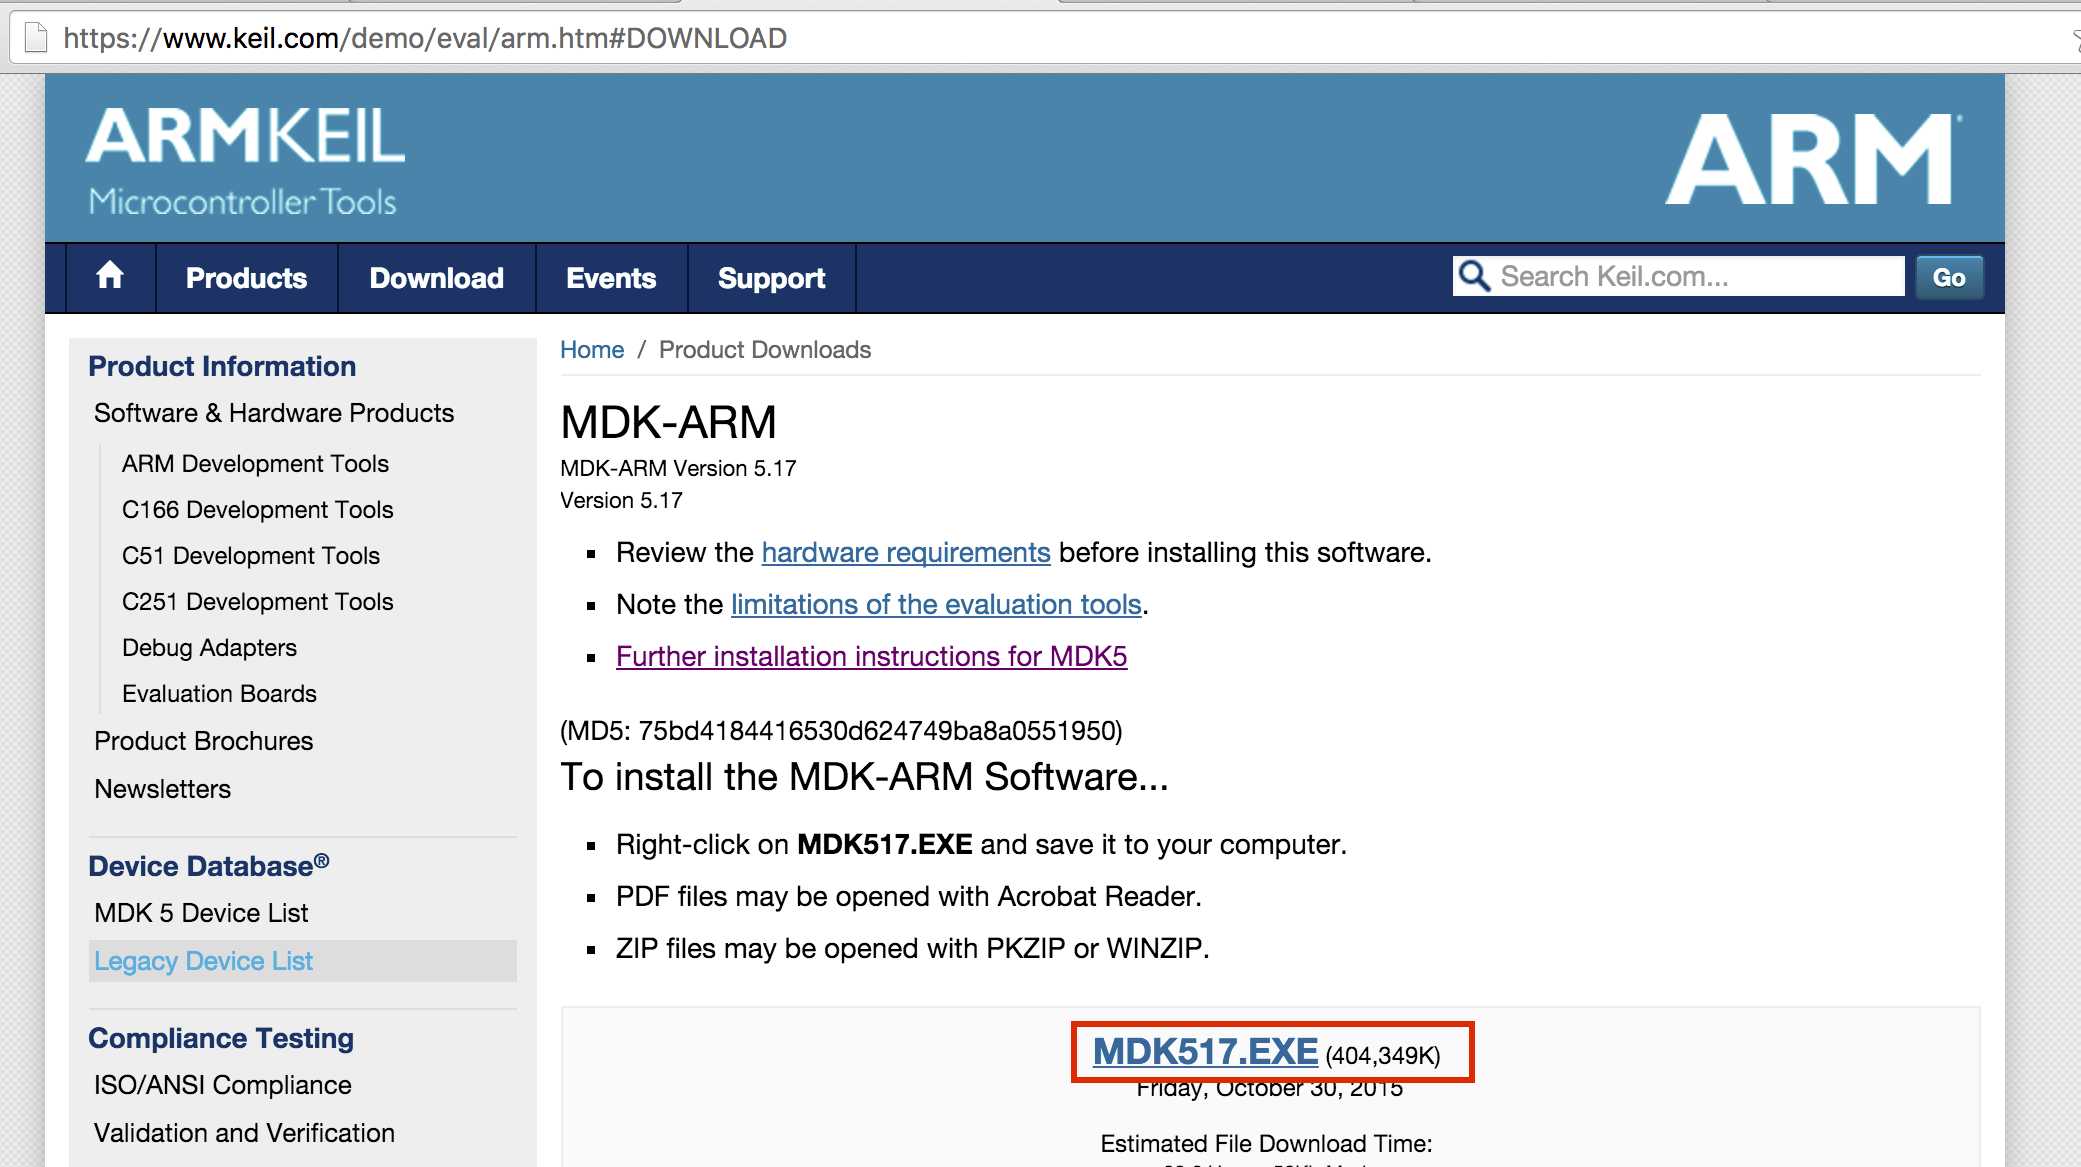 https://www.keil.com/demo/eval/arm.htm#DOWNLOAD
ARMKEIL
Microcontroller Tools
ARM
Products
Download
Events
Support
Search Keil.com...
Go
Product Information
Software & Hardware Products
ARM Development Tools
C166 Development Tools
C51 Development Tools
C251 Development Tools
Debug Adapters
Evaluation Boards
Product Brochures
Newsletters
Device Database®
MDK 5 Device List
Legacy Device List
Compliance Testing
ISO/ANSI Compliance
Validation and Verification
Home / Product Downloads
MDK-ARM
MDK-ARM Version 5.17
Version 5.17
Review the hardware requirements before installing this software.
Note the limitations of the evaluation tools.
Further installation instructions for MDK5
(MD5: 75bd4184416530d624749ba8a0551950)
To install the MDK-ARM Software...
Right-click on MDK517.EXE and save it to your computer.
PDF files may be opened with Acrobat Reader.
ZIP files may be opened with PKZIP or WINZIP.
MDK517.EXE (404,349K)
Friday, October 30, 2015
Estimated File Download Time: